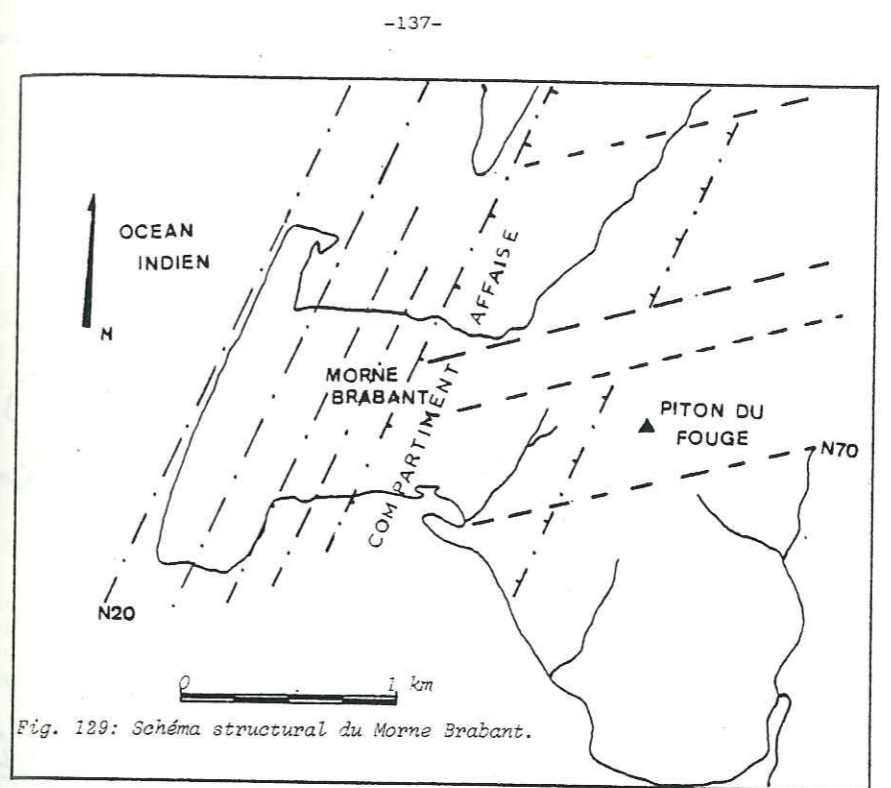 -137-
OCEAN
INDIEN
N
AFFAISE
COMPARTIMENT
MORNE
BRABANT
PITON DU
FOUGE
N70
N20
0 1 km
Fig. 129: Schéma structural du Morne Brabant.